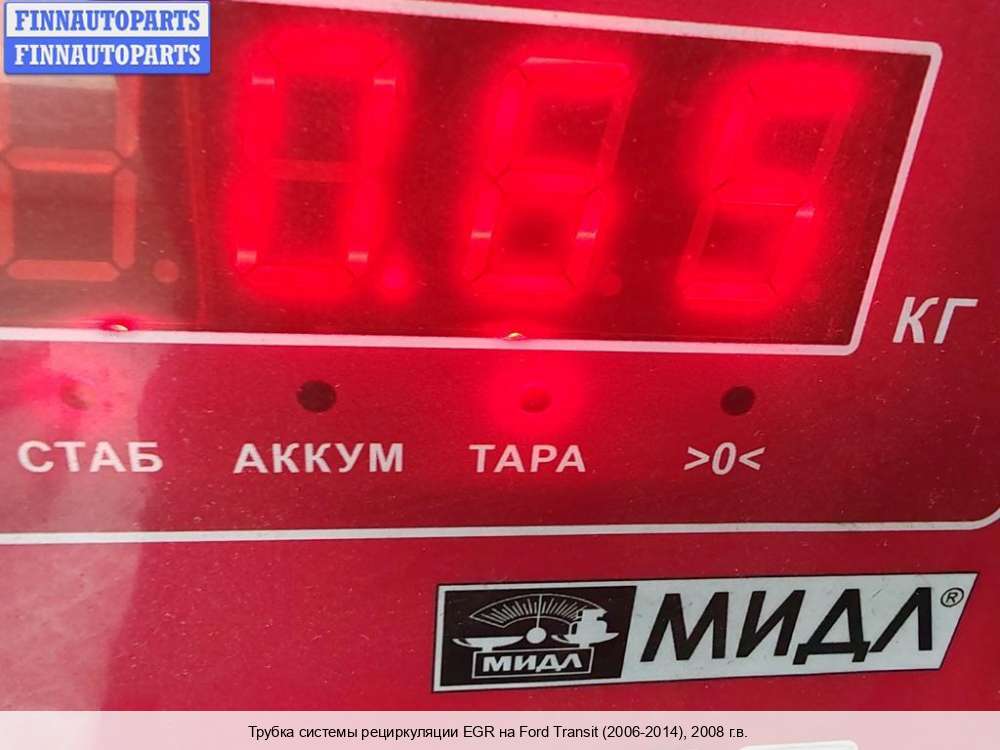 FINNAUTOPARTS
FINNAUTOPARTS
0.65
КГ
СТАБ АККУМ ТАРА >0<
МИДЛ МИДЛ®
Трубка системы рециркуляции EGR на Ford Transit (2006-2014), 2008 г.в.